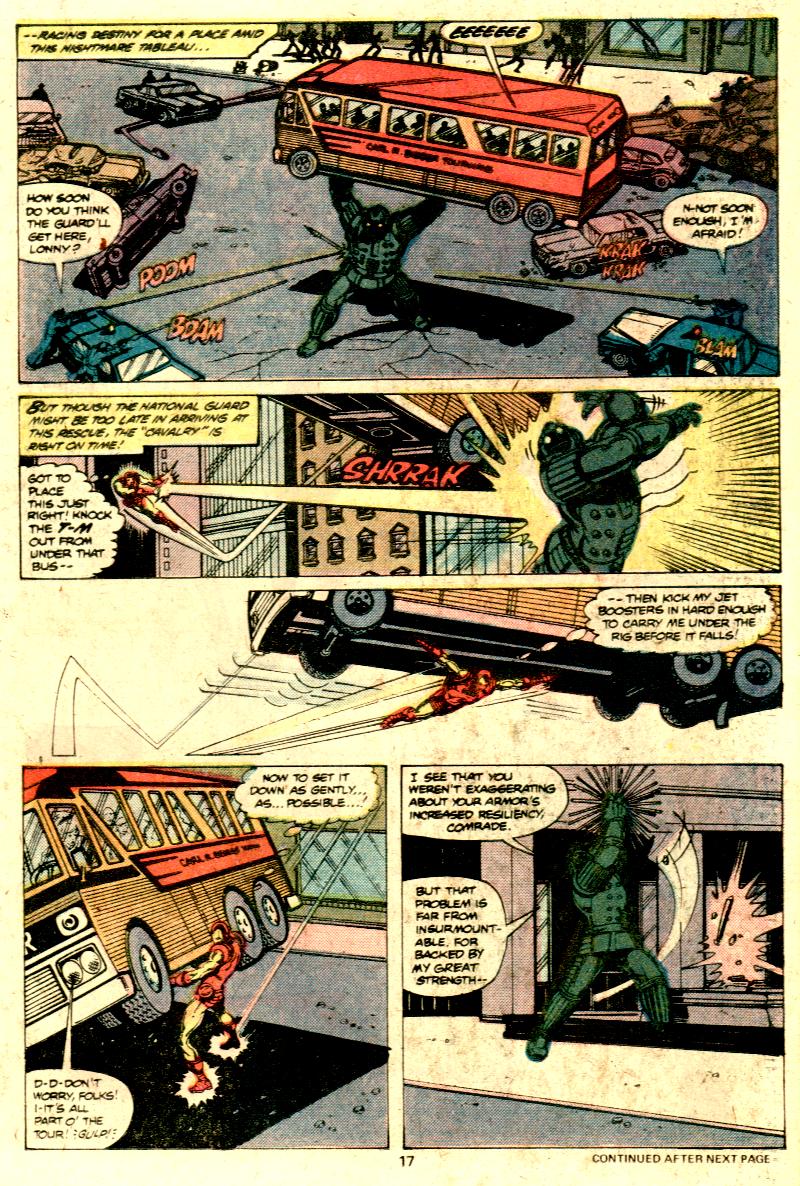 --RACING DESTINY FOR A PLACE AMID
THIS NIGHTMARE TABLEAU...
EEEEEEE
HOW SOON
DO YOU THINK
THE GUARD'LL
GET HERE,
LONNY?
N-NOT SOON
ENOUGH, I'M
AFRAID!
POOM
BDAM
KRAK
KRAK
BLAM
BUT THOUGH THE NATIONAL GUARD
MIGHT BE TOO LATE IN ARRIVING AT
THIS RESCUE, THE "CAVALRY" IS
RIGHT ON TIME!
GOT TO
PLACE
THIS JUST
RIGHT! KNOCK
THE T-M
OUT FROM
UNDER THAT
BUS--
SHRRAK
--THEN KICK MY JET
BOOSTERS IN HARD ENOUGH
TO CARRY ME UNDER THE
RIG BEFORE IT FALLS!
NOW TO SET IT
DOWN AS GENTLY...
AS... POSSIBLE...!
D-D-DON'T
WORRY, FOLKS!
I-IT'S ALL
PART O' THE
TOUR! :GULP!:
I SEE THAT YOU
WEREN'T EXAGGERATING
ABOUT YOUR ARMOR'S
INCREASED RESILIENCY,
COMRADE.
BUT THAT
PROBLEM IS
FAR FROM
INSURMOUNT-
ABLE, FOR
BACKED BY
MY GREAT
STRENGTH--
17
CONTINUED AFTER NEXT PAGE